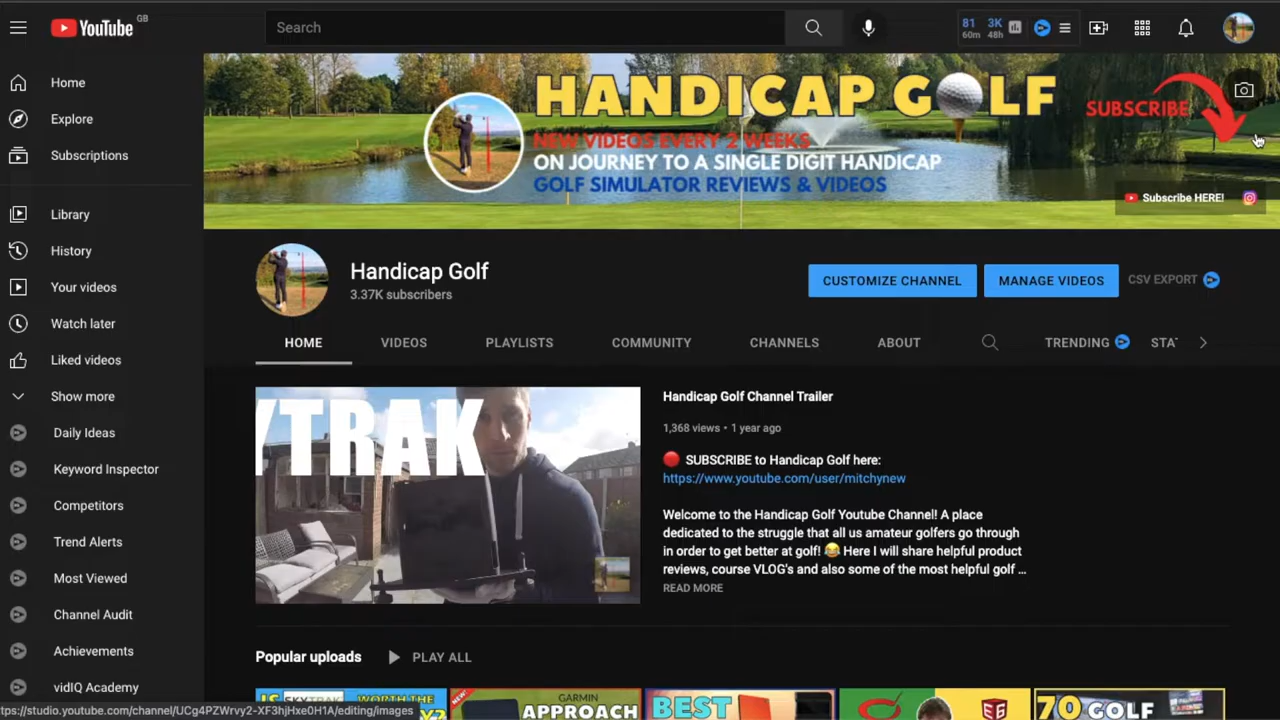 YouTube GB
Search
81 3K
60m 48h
Home
Explore
Subscriptions
Library
History
Your videos
Watch later
Liked videos
Show more
Daily Ideas
Keyword Inspector
Competitors
Trend Alerts
Most Viewed
Channel Audit
Achievements
vidIQ Academy
HANDICAP GOLF
NEW VIDEOS EVERY 2 WEEKS
ON JOURNEY TO A SINGLE DIGIT HANDICAP
GOLF SIMULATOR REVIEWS & VIDEOS
SUBSCRIBE
Subscribe HERE!
Handicap Golf
3.37K subscribers
CUSTOMIZE CHANNEL
MANAGE VIDEOS
CSV EXPORT
HOME VIDEOS PLAYLISTS COMMUNITY CHANNELS ABOUT TRENDING STAT
YTRAK
Handicap Golf Channel Trailer
1,368 views • 1 year ago
🔴 SUBSCRIBE to Handicap Golf here:
https://www.youtube.com/user/mitchynew
Welcome to the Handicap Golf Youtube Channel! A place
dedicated to the struggle that all us amateur golfers go through
in order to get better at golf! 😂 Here I will share helpful product
reviews, course VLOG's and also some of the most helpful golf ...
READ MORE
Popular uploads PLAY ALL
IS SKYTRAK WORTH THE
GARMIN
APPROACH
BEST
70 GOLF
ttps://studio.youtube.com/channel/UCg4PZWrvy2-XF3hjHxe0H1A/editing/images